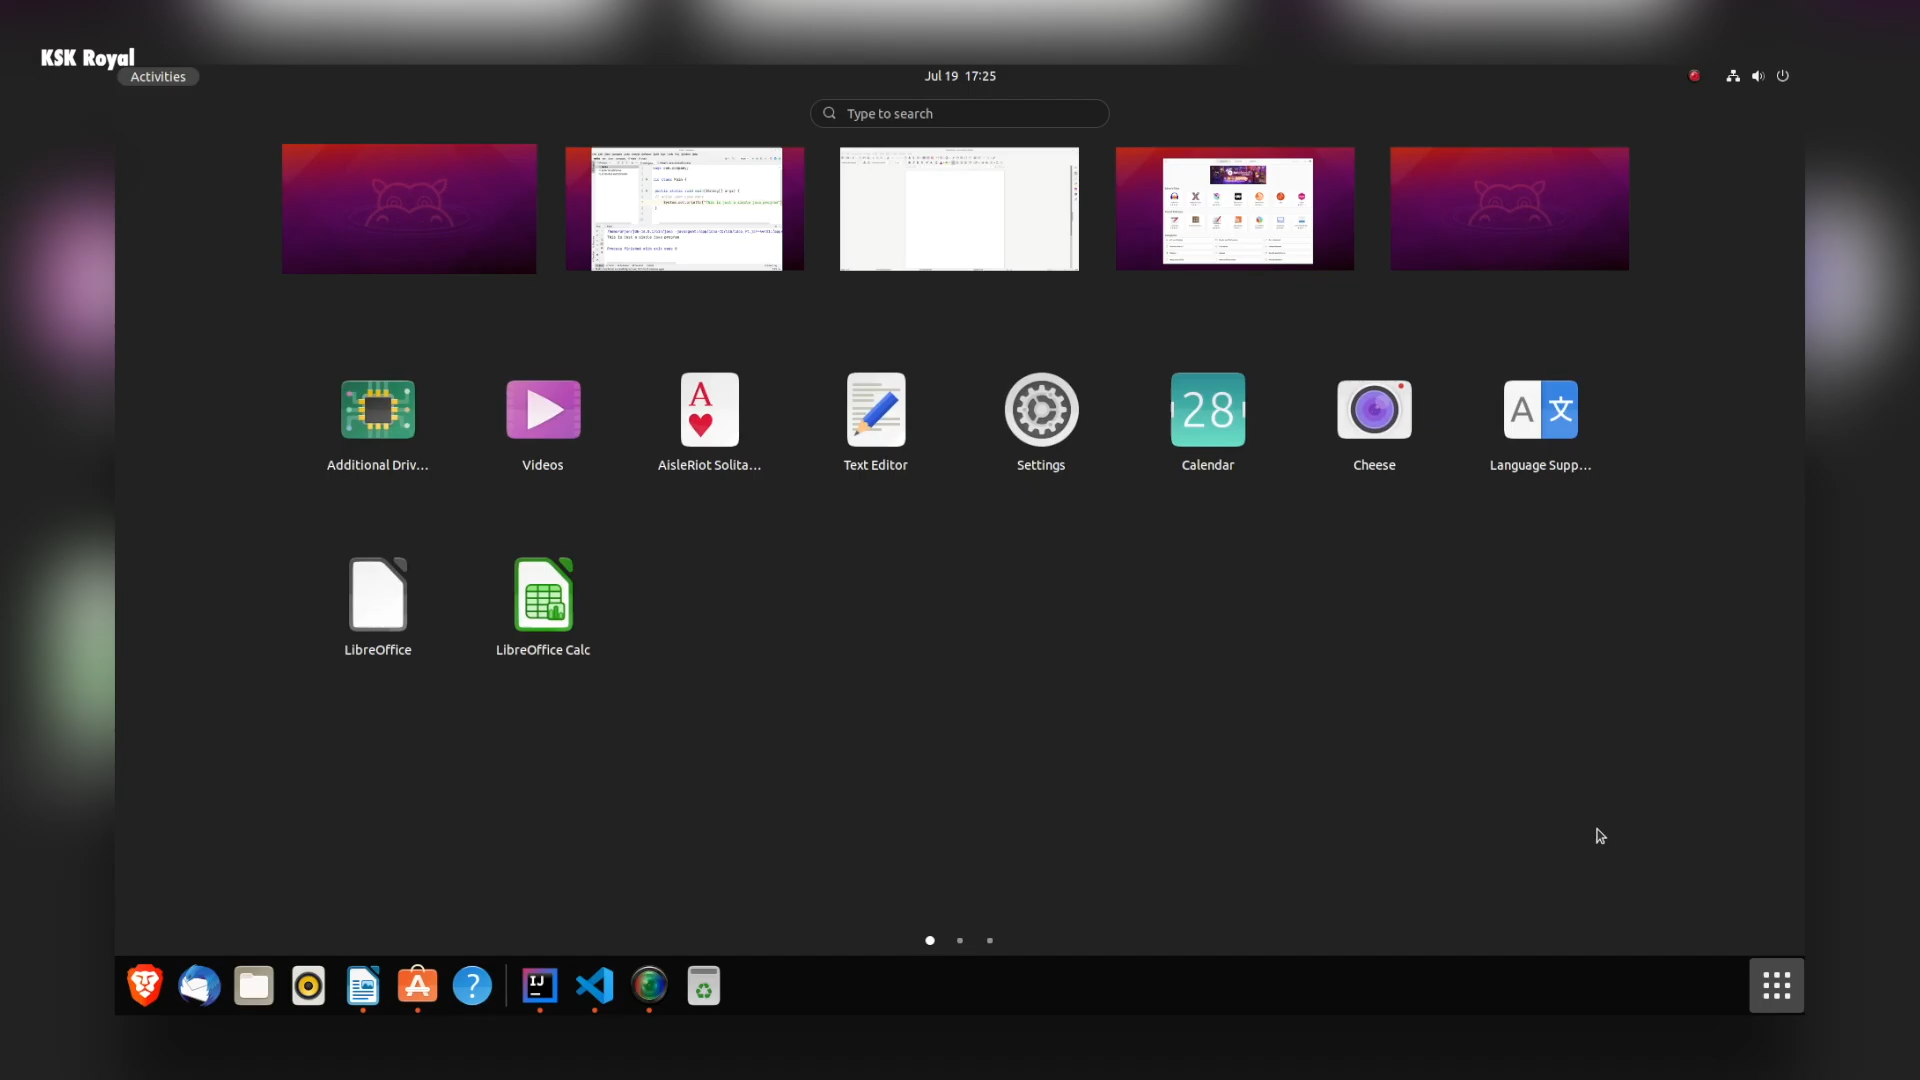 KSK Royal
Activities
Jul 19 17:25
Type to search
Additional Driv...
Videos
A
AisleRiot Solita...
Text Editor
Settings
28
Calendar
Cheese
A 文
Language Supp...
LibreOffice
LibreOffice Calc
?
IJ